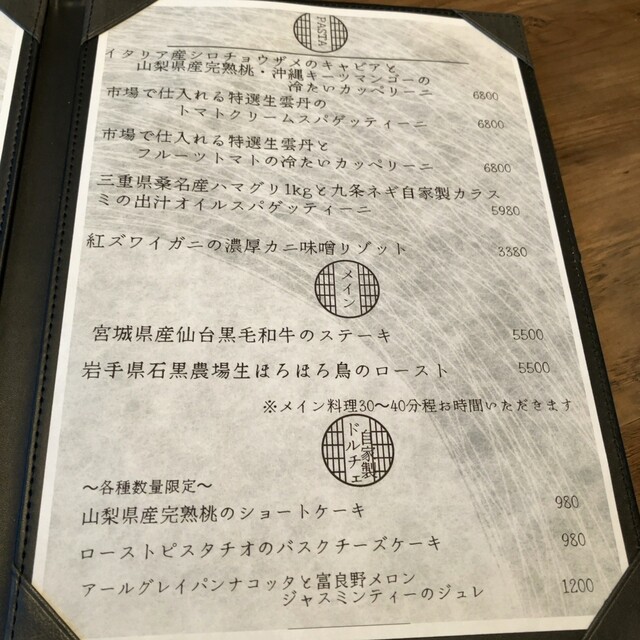 PASTA
イタリア産シロチョウザメのキャビアと
山梨県産完熟桃・沖縄キーツマンゴーの
冷たいカッペリーニ 6800
市場で仕入れる特選生雲丹の
トマトクリームスパゲッティーニ 6800
市場で仕入れる特選生雲丹と
フルーツトマトの冷たいカッペリーニ 6800
三重県桑名産ハマグリ1kgと九条ネギ自家製カラス
ミの出汁オイルスパゲッティーニ 5980
紅ズワイガニの濃厚カニ味噌リゾット 3380
メイン
宮城県産仙台黒毛和牛のステーキ 5500
岩手県石黒農場生ほろほろ鳥のロースト 5500
※メイン料理30〜40分程お時間いただきます
自家製
ドルチェ
〜各種数量限定〜
山梨県産完熟桃のショートケーキ 980
ローストピスタチオのバスクチーズケーキ 980
アールグレイパンナコッタと富良野メロン
ジャスミンティーのジュレ 1200